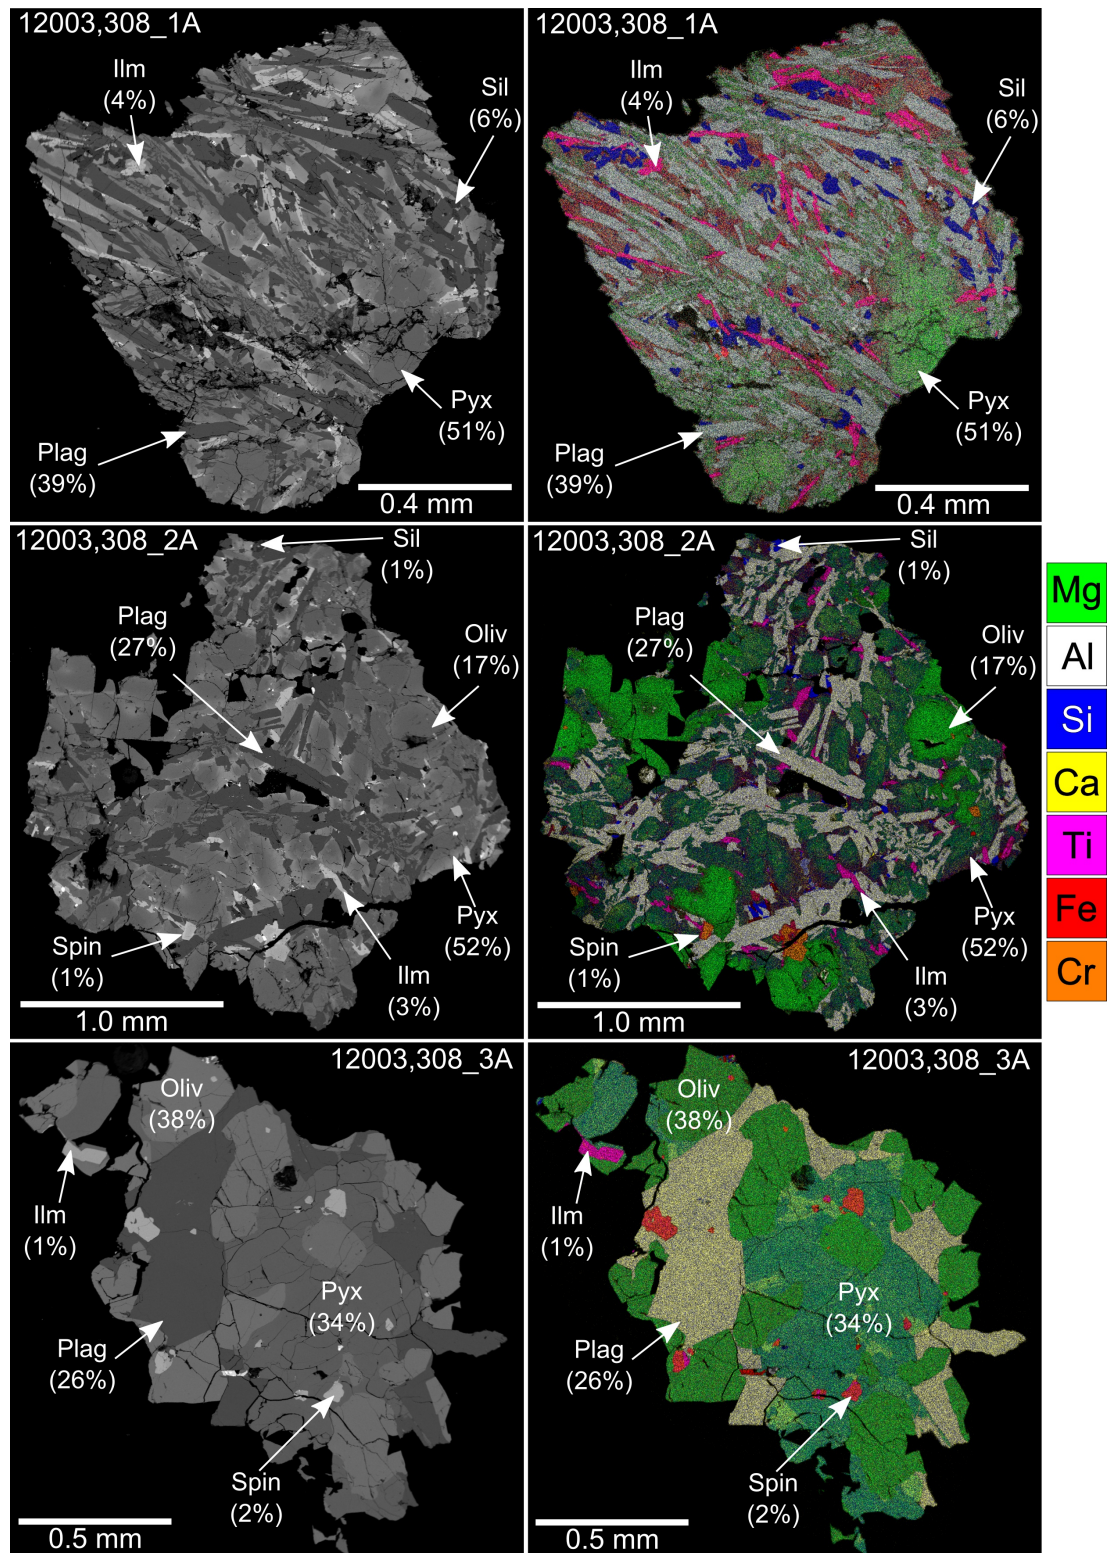 12003,308_1A
Ilm
(4%)
Sil
(6%)
Pyx
(51%)
Plag
(39%)
0.4 mm
12003,308_1A
Ilm
(4%)
Sil
(6%)
Pyx
(51%)
Plag
(39%)
0.4 mm
12003,308_2A
Sil
(1%)
Plag
(27%)
Oliv
(17%)
Spin
(1%)
Pyx
(52%)
Ilm
(3%)
1.0 mm
12003,308_2A
Sil
(1%)
Plag
(27%)
Oliv
(17%)
Spin
(1%)
Pyx
(52%)
Ilm
(3%)
1.0 mm
12003,308_3A
Oliv
(38%)
Ilm
(1%)
Pyx
(34%)
Plag
(26%)
Spin
(2%)
0.5 mm
12003,308_3A
Oliv
(38%)
Ilm
(1%)
Pyx
(34%)
Plag
(26%)
Spin
(2%)
0.5 mm
Mg
Al
Si
Ca
Ti
Fe
Cr